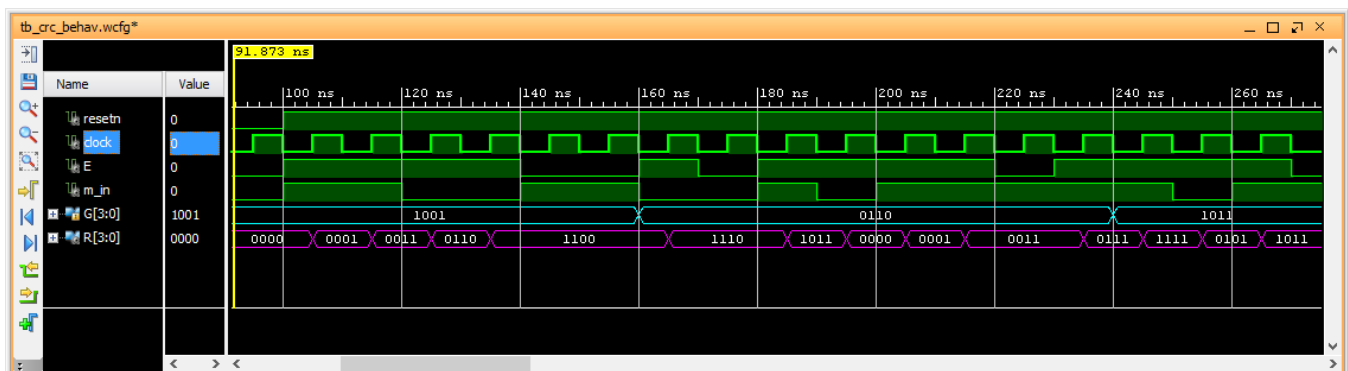 tb_crc_behav.wcfg*
91.873 ns
Name Value
100 ns 120 ns 140 ns 160 ns 180 ns 200 ns 220 ns 240 ns 260 ns
resetn 0
clock 0
E 0
m_in 0
G[3:0] 1001 1001 0110 1011
R[3:0] 0000 0000 0001 0011 0110 1100 1110 1011 0000 0001 0011 0111 1111 0101 1011